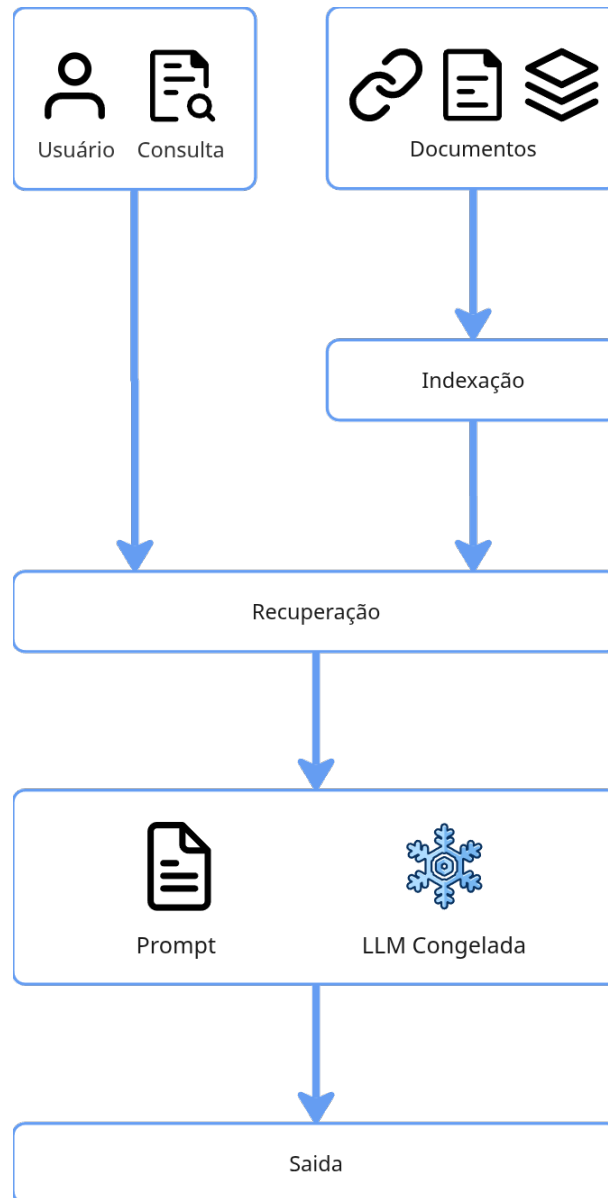 Usuário Consulta
Documentos
Indexação
Recuperação
Prompt
LLM Congelada
Saida